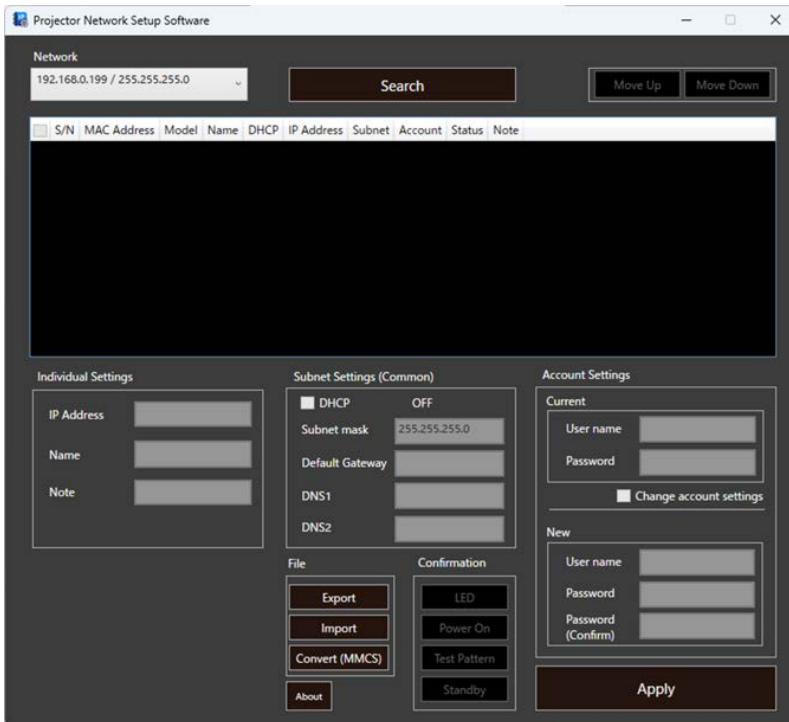 Projector Network Setup Software
Network
192.168.0.199 / 255.255.255.0
Search
Move Up
Move Down
S/N MAC Address Model Name DHCP IP Address Subnet Account Status Note
Individual Settings
IP Address
Name
Note
Subnet Settings (Common)
DHCP OFF
Subnet mask 255.255.255.0
Default Gateway
DNS1
DNS2
Account Settings
Current
User name
Password
Change account settings
New
User name
Password
Password
(Confirm)
File
Export
Import
Convert (MMCS)
About
Confirmation
LED
Power On
Test Pattern
Standby
Apply